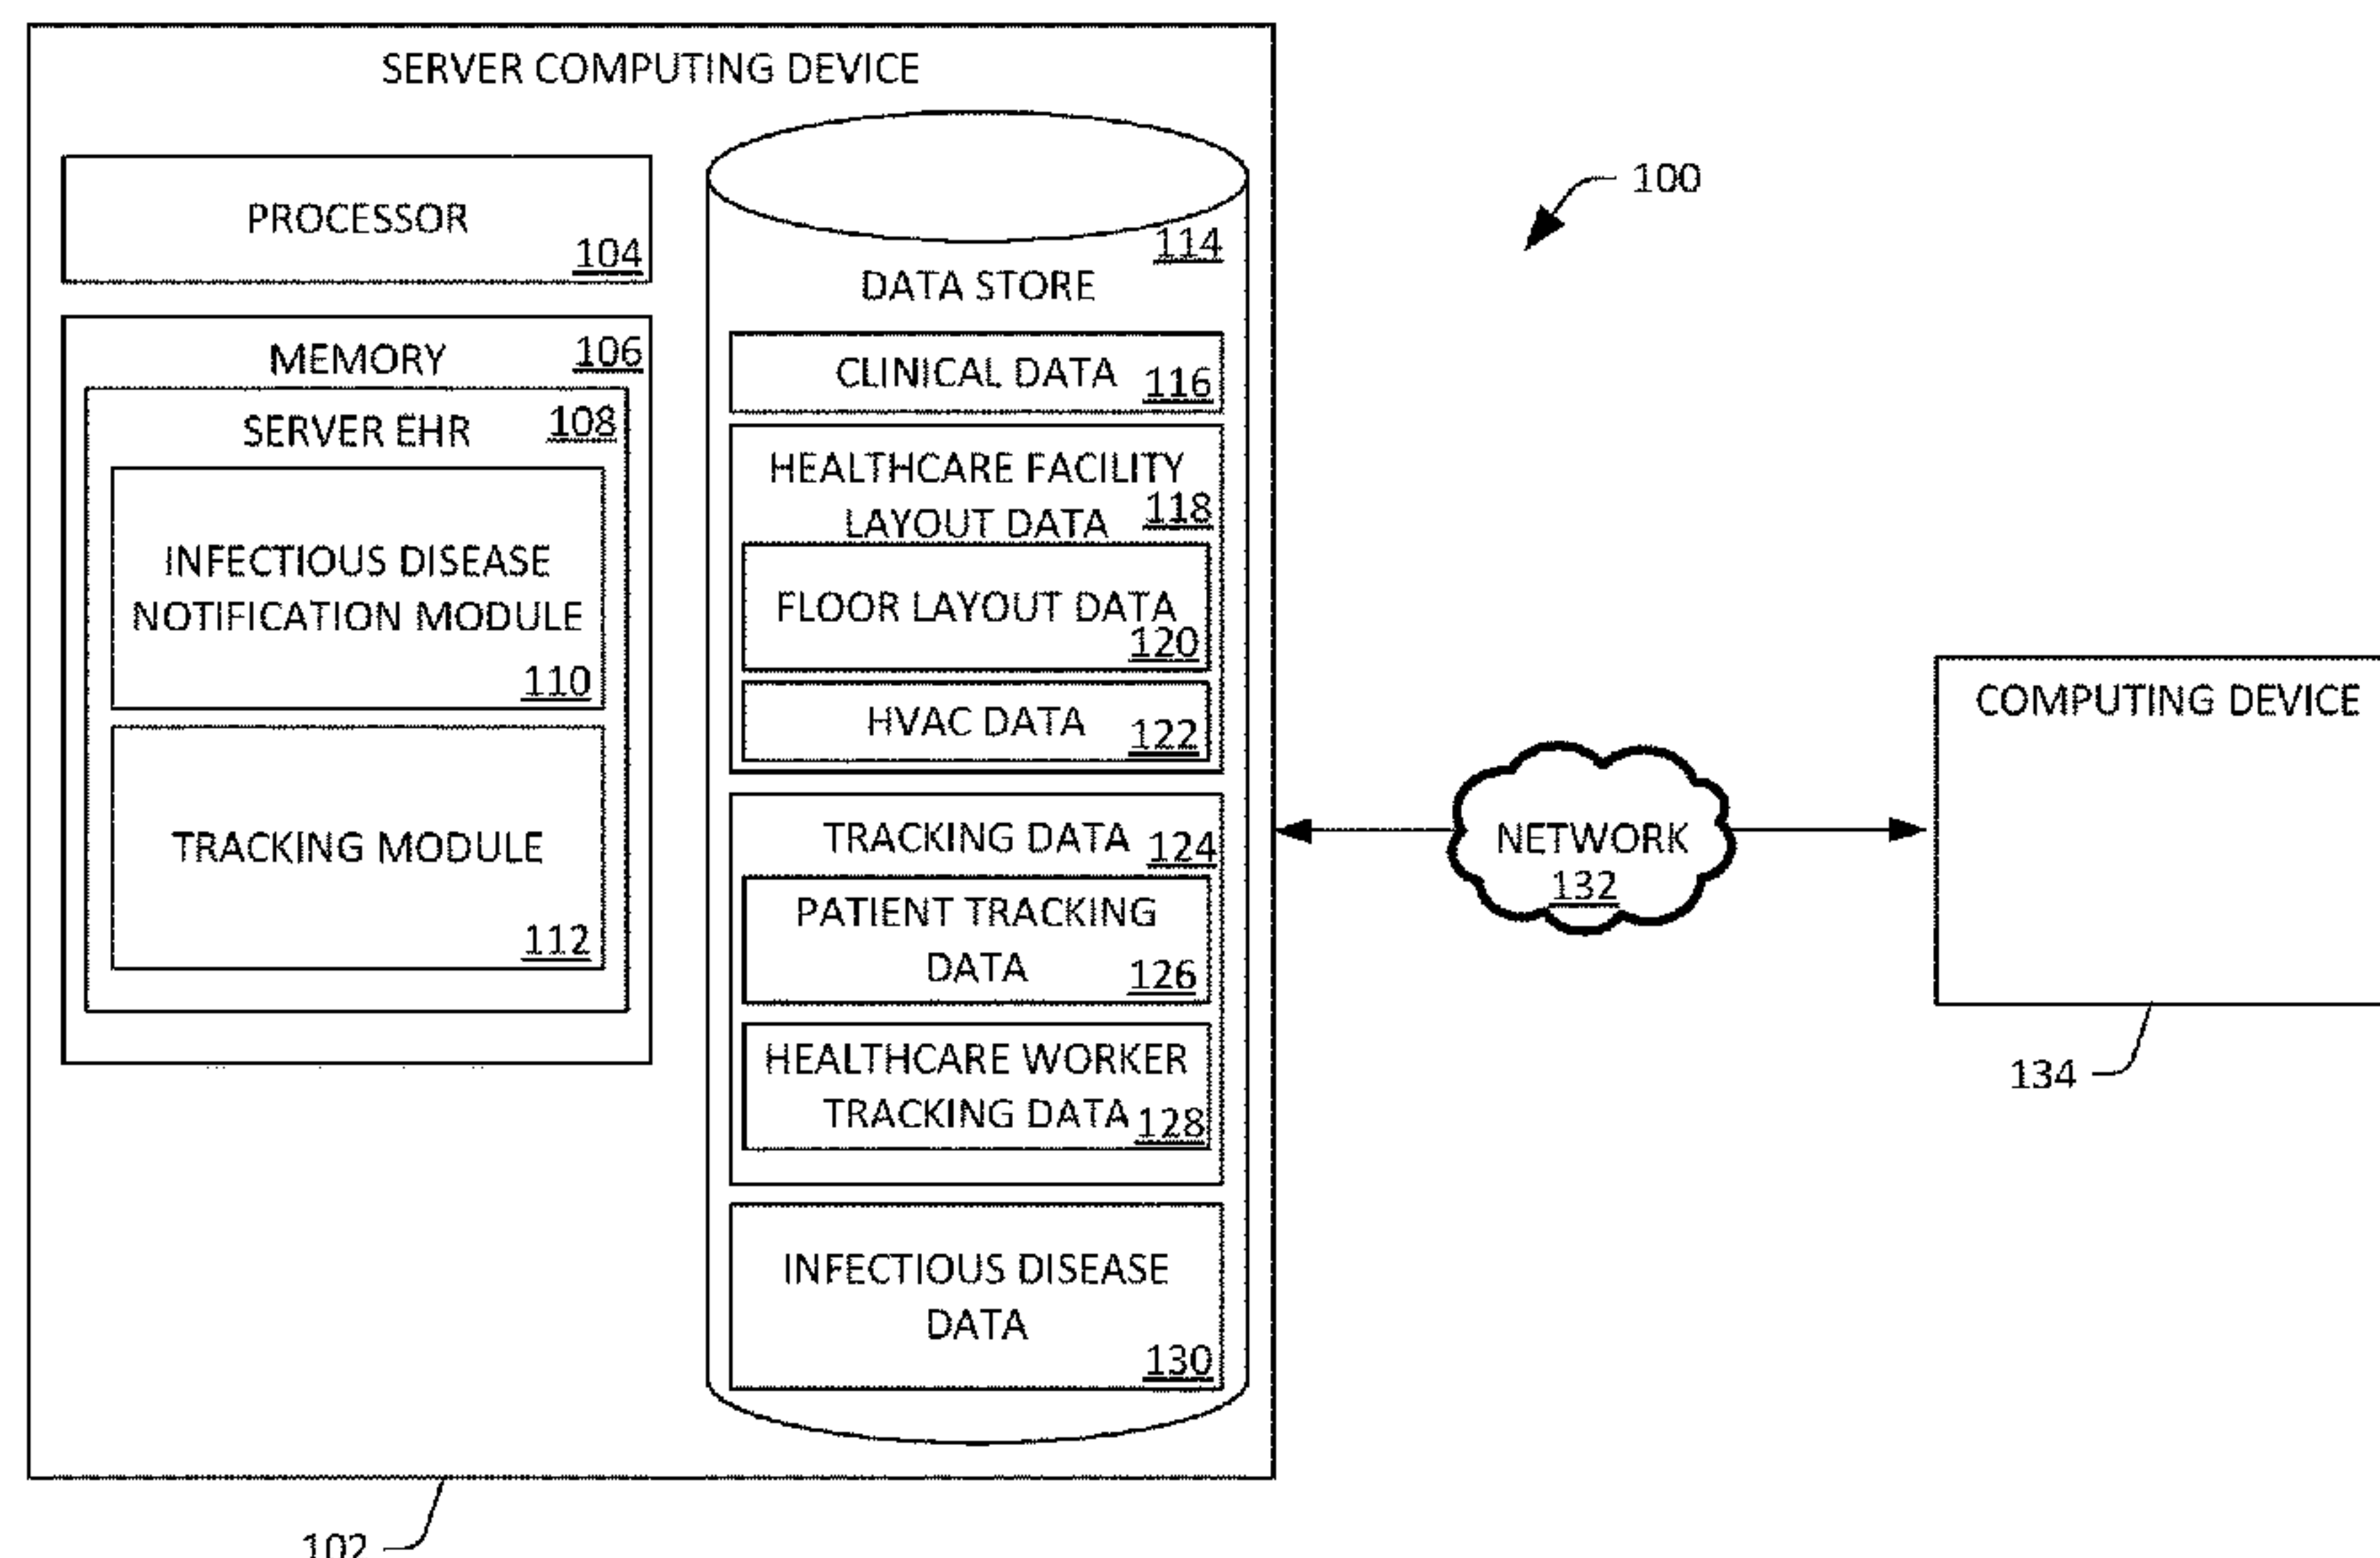 SERVER COMPUTING DEVICE
PROCESSOR
104
MEMORY 106
SERVER EHR 108
INFECTIOUS DISEASE
NOTIFICATION MODULE
110
TRACKING MODULE
112
114
DATA STORE
CLINICAL DATA 116
HEALTHCARE FACILITY
LAYOUT DATA 118
FLOOR LAYOUT DATA
120
HVAC DATA 122
TRACKING DATA 124
PATIENT TRACKING
DATA 126
HEALTHCARE WORKER
TRACKING DATA 128
INFECTIOUS DISEASE
DATA
130
102
100
NETWORK
132
COMPUTING DEVICE
134